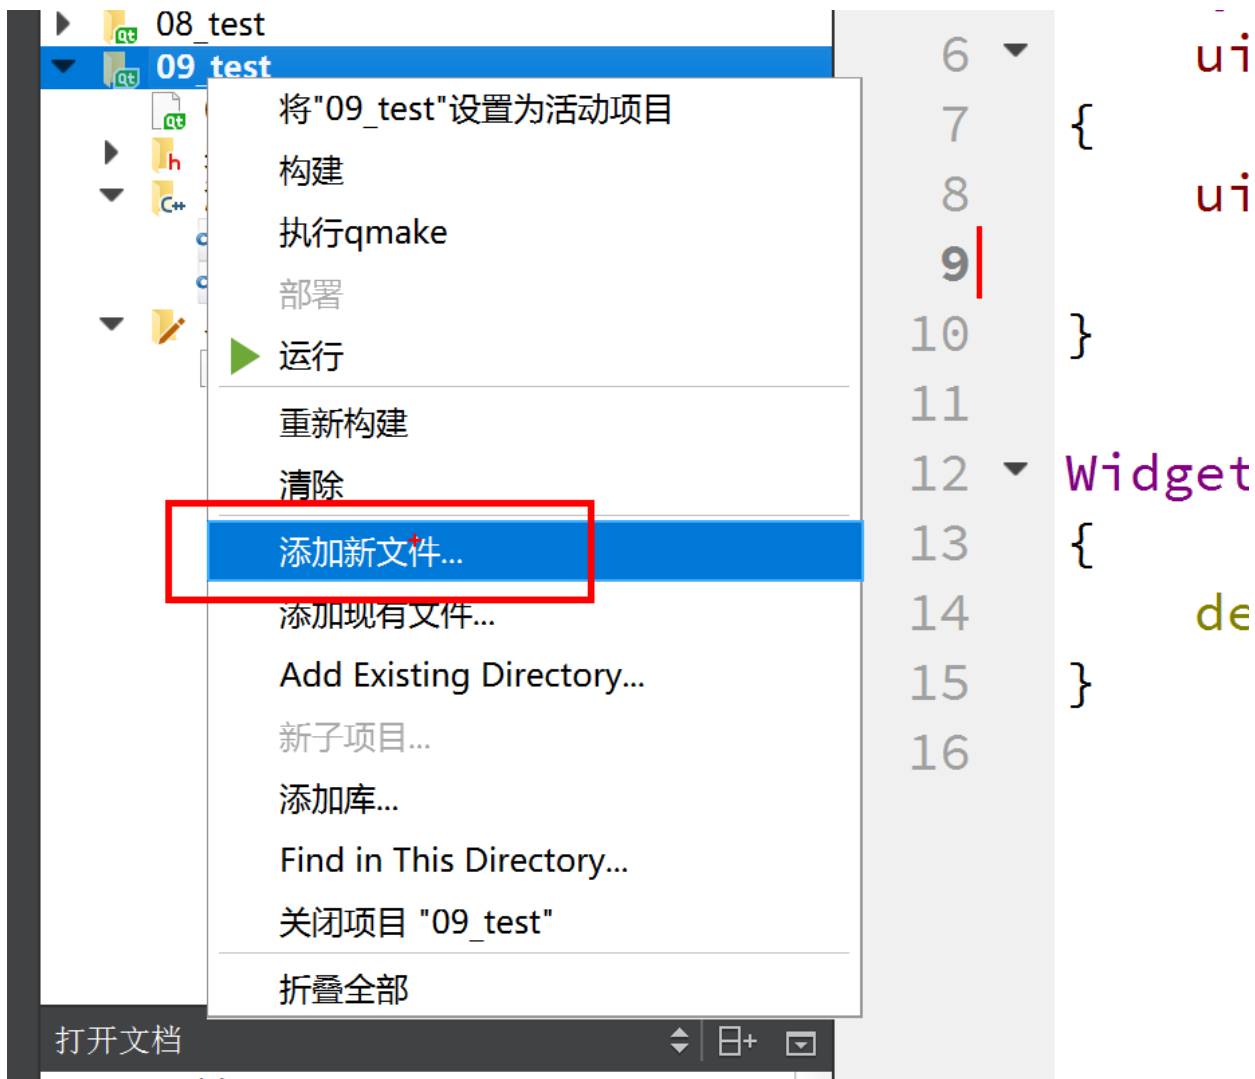 08_test
09_test
将"09_test"设置为活动项目
构建
执行qmake
部署
运行
重新构建
清除
添加新文件...
添加现有文件...
Add Existing Directory...
新子项目...
添加库...
Find in This Directory...
关闭项目 "09_test"
折叠全部
打开文档
6 ui
7 {
8 ui
9
10 }
11
12 Widget
13 {
14 de
15 }
16